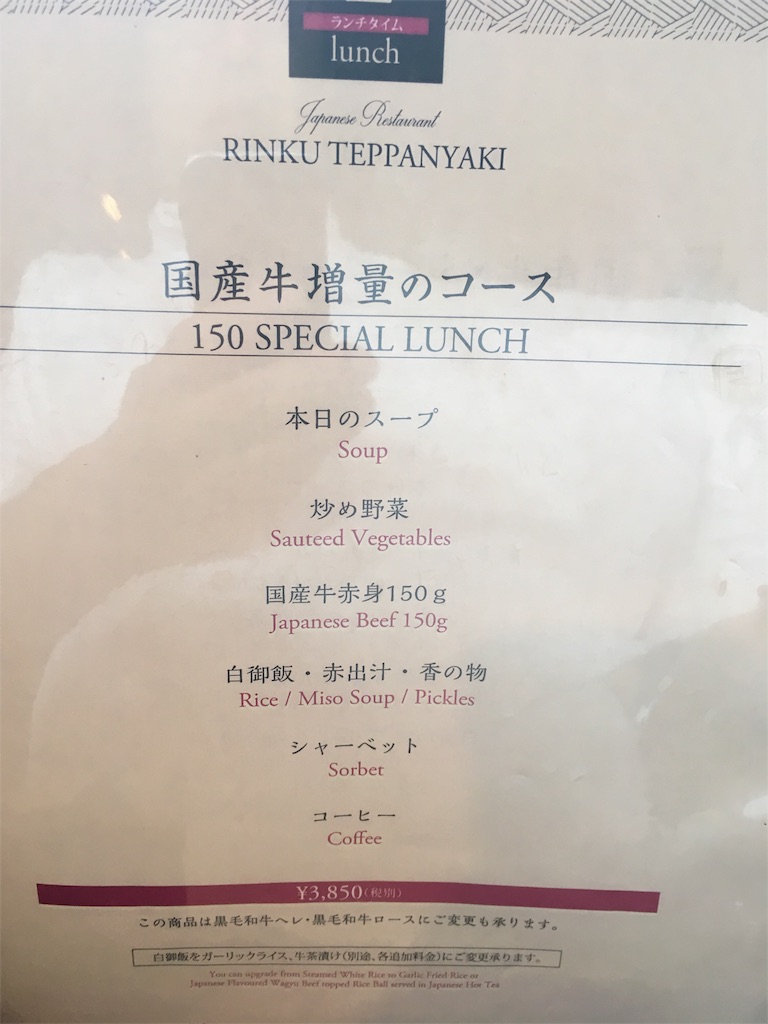 ランチタイム
lunch
Japanese Restaurant
RINKU TEPPANYAKI
国産牛増量のコース
150 SPECIAL LUNCH
本日のスープ
Soup
炒め野菜
Sauteed Vegetables
国産牛赤身150g
Japanese Beef 150g
白御飯・赤出汁・香の物
Rice / Miso Soup / Pickles
シャーベット
Sorbet
コーヒー
Coffee
¥3,850(税別)
この商品は黒毛和牛ヘレ・黒毛和牛ロースにご変更も承ります。
白御飯をガーリックライス、牛茶漬け(別途、各追加料金)にご変更承ります。
You can upgrade from Steamed White Rice to Garlic Fried Rice or
Japanese Flavoured Wagyu Beef topped Rice Ball served in Japanese Hot Tea